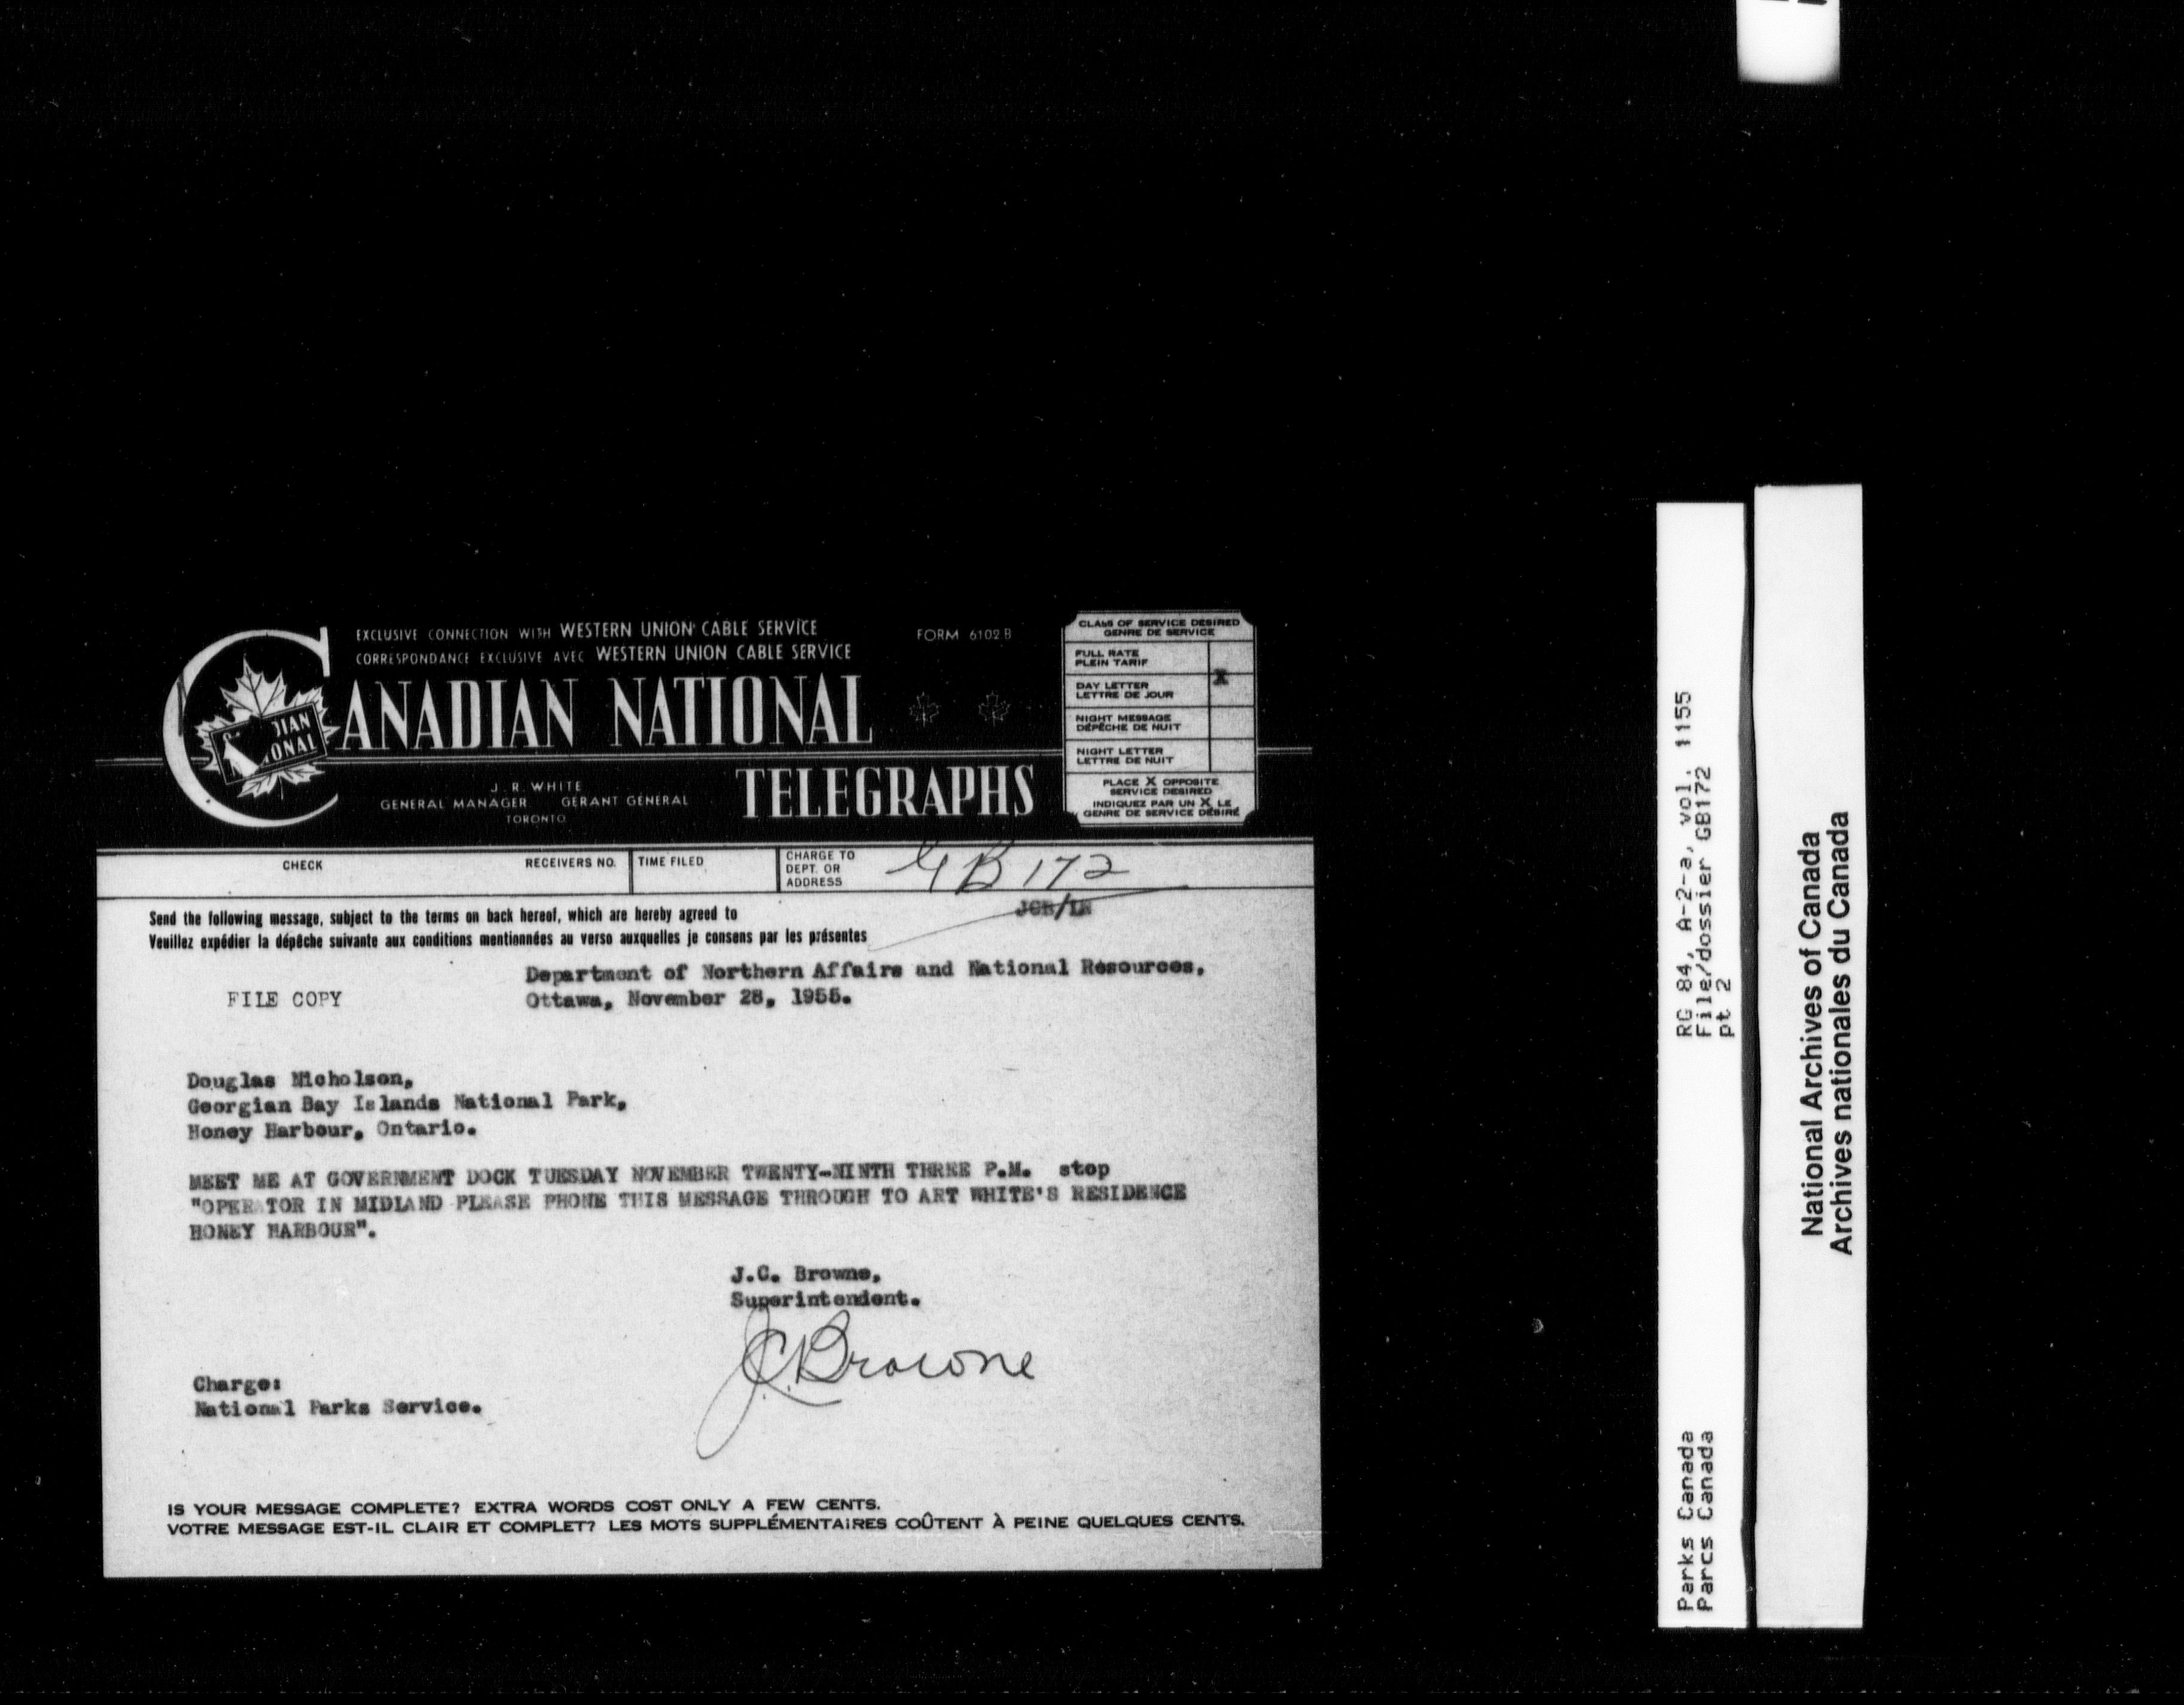 EXCLUSIVE CONNECTION WITH WESTERN UNION CABLE SERVICE
CORRESPONDANCE EXCLUSIVE AVEC WESTERN UNION CABLE SERVICE
FORM 6102 B
CANADIAN NATIONAL
TELEGRAPHS
J. R. WHITE
GENERAL MANAGER GERANT GENERAL
TORONTO
CLASS OF SERVICE DESIRED
GENRE DE SERVICE
FULL RATE
PLEIN TARIF
X
DAY LETTER
LETTRE DE JOUR
NIGHT MESSAGE
DÉPÊCHE DE NUIT
NIGHT LETTER
LETTRE DE NUIT
PLACE X OPPOSITE
SERVICE DESIRED
INDIQUEZ PAR UN X LE
GENRE DE SERVICE DÉSIRÉ
CHECK
RECEIVERS NO.
TIME FILED
CHARGE TO
DEPT. OR
ADDRESS
GB 172
Send the following message, subject to the terms on back hereof, which are hereby agreed to
Veuillez expédier la dépêche suivante aux conditions mentionnées au verso auxquelles je consens par les présentes
Department of Northern Affairs and National Resources,
FILE COPY
Ottawa, November 28, 1955.
Douglas Nicholson,
Georgian Bay Islands National Park,
Honey Harbour, Ontario.
MEET ME AT GOVERNMENT DOCK TUESDAY NOVEMBER TWENTY-NINTH THREE P.M. stop
"OPERATOR IN MIDLAND PLEASE PHONE THIS MESSAGE THROUGH TO ART WHITE'S RESIDENCE
HONEY HARBOUR".
J.C. Browne,
Superintendent.
J.C. Browne
Charge:
National Parks Service.
IS YOUR MESSAGE COMPLETE? EXTRA WORDS COST ONLY A FEW CENTS.
VOTRE MESSAGE EST-IL CLAIR ET COMPLET? LES MOTS SUPPLÉMENTAIRES COÛTENT À PEINE QUELQUES CENTS.
RG 84, A-2-a, vol. 1155
File/dossier GB172
pt 2
Parks Canada
Parcs Canada
National Archives of Canada
Archives nationales du Canada